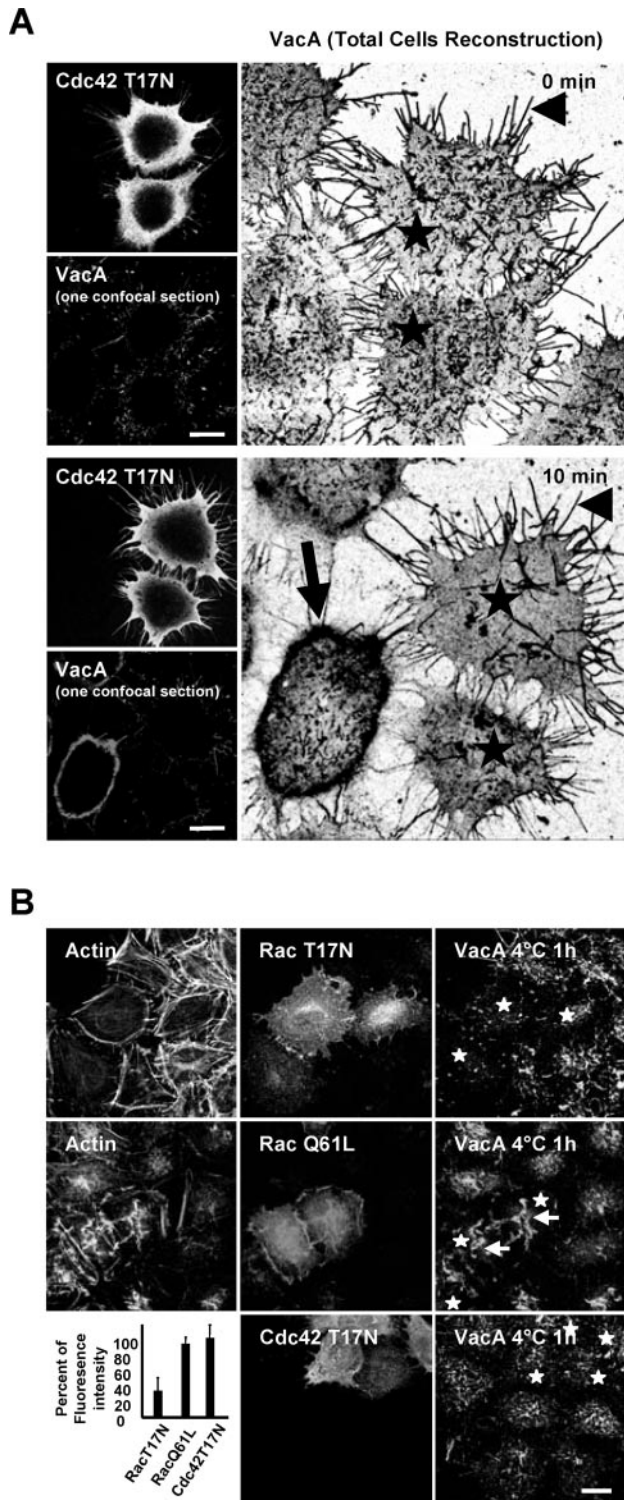 A
VacA (Total Cells Reconstruction)
Cdc42 T17N
0 min
VacA
(one confocal section)
Cdc42 T17N
10 min
VacA
(one confocal section)
B
Actin
Rac T17N
VacA 4°C 1h
Actin
Rac Q61L
VacA 4°C 1h
Percent of
Fluoresence
intensity
100
80
60
40
20
0
RacT17N
RacQ61L
Cdc42T17N
Cdc42 T17N
VacA 4°C 1h